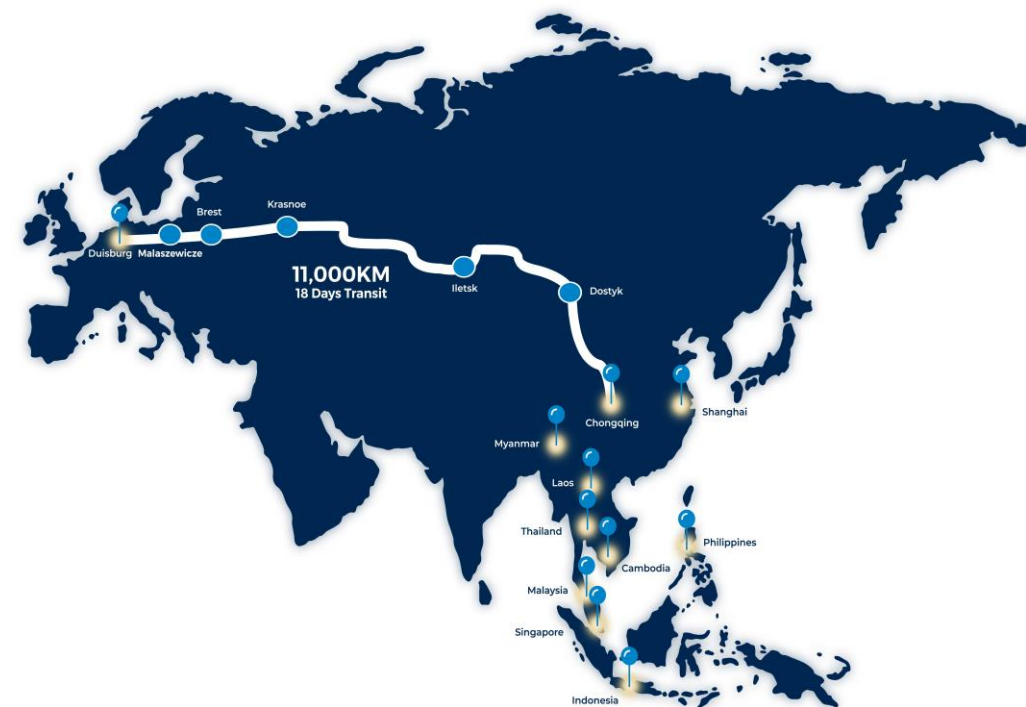 Brest
Krasnoe
Duisburg
Malaszewicze
11,000KM
18 Days Transit
Iletsk
Dostyk
Chongqing
Shanghai
Myanmar
Laos
Thailand
Philippines
Cambodia
Malaysia
Singapore
Indonesia